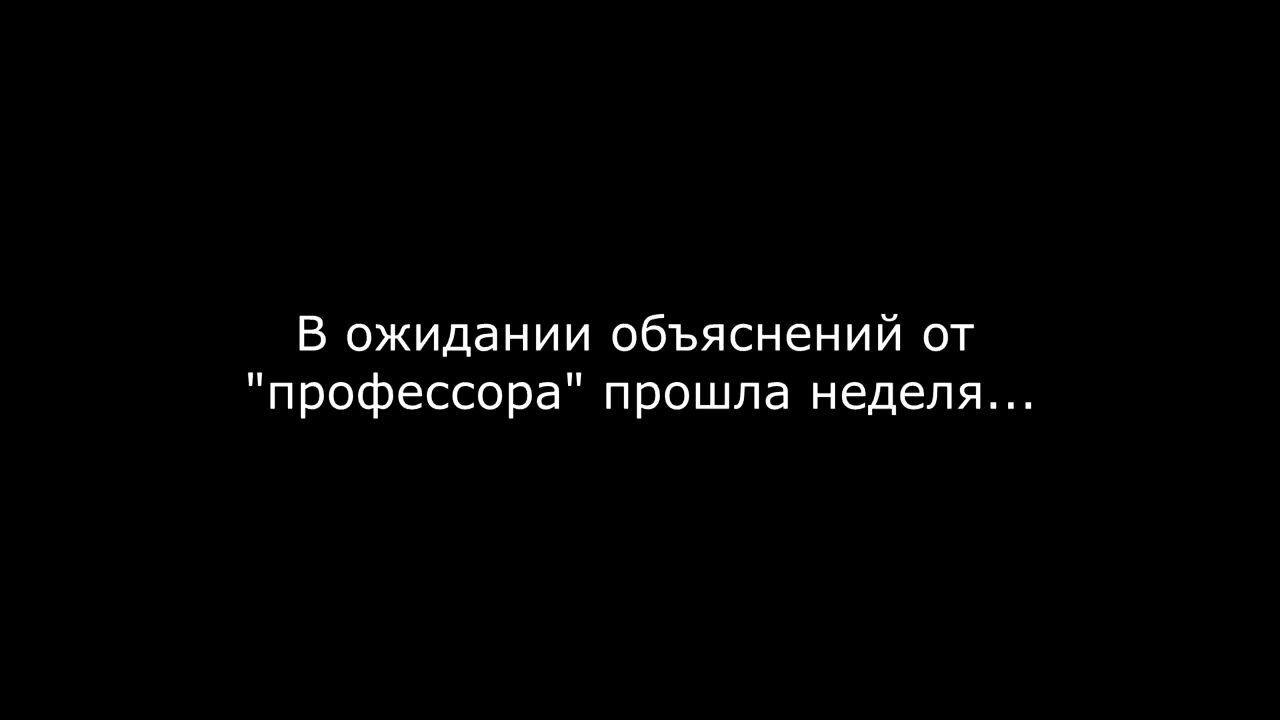 В ожидании объяснений от
"профессора" прошла неделя...